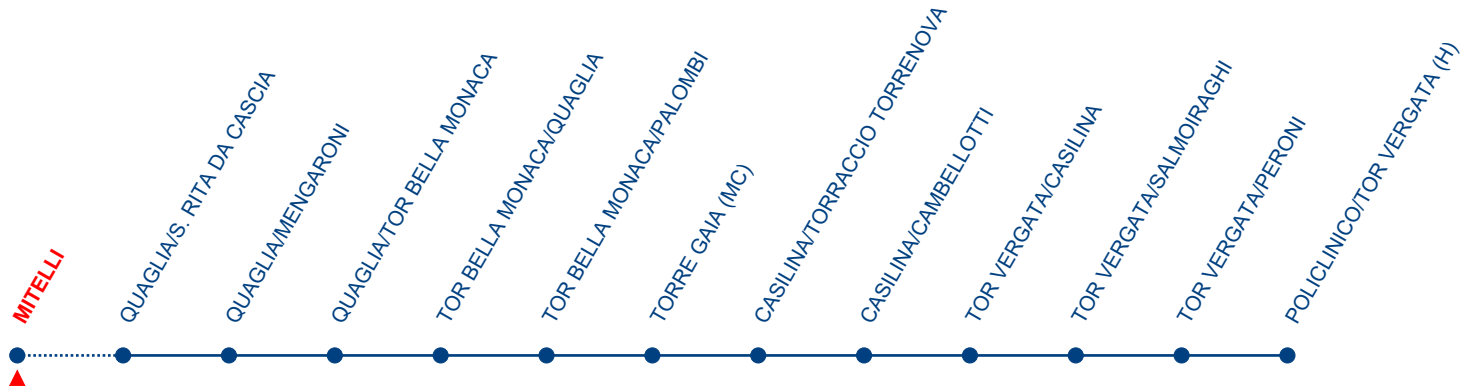 MITELLI
QUAGLIA/S. RITA DA CASCIA
QUAGLIA/MENGARONI
QUAGLIA/TOR BELLA MONACA
TOR BELLA MONACA/QUAGLIA
TOR BELLA MONACA/PALOMBI
TORRE GAIA (MC)
CASILINA/TORRACCIO TORRENOVA
CASILINA/CAMBELLOTTI
TOR VERGATA/CASILINA
TOR VERGATA/SALMOIRAGHI
TOR VERGATA/PERONI
POLICLINICO/TOR VERGATA (H)